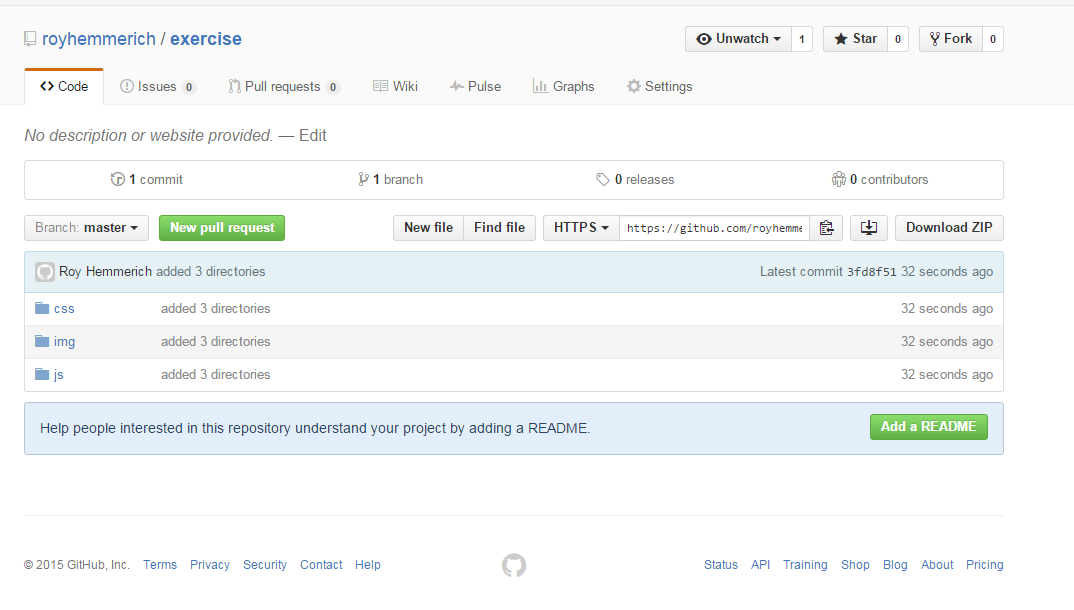 royhemmerich / exercise Unwatch 1 Star 0 Fork 0
Code Issues 0 Pull requests 0 Wiki Pulse Graphs Settings
No description or website provided. — Edit
1 commit 1 branch 0 releases 0 contributors
Branch: master New pull request New file Find file HTTPS https://github.com/royhemme Download ZIP
Roy Hemmerich added 3 directories Latest commit 3fd8f51 32 seconds ago
css added 3 directories 32 seconds ago
img added 3 directories 32 seconds ago
js added 3 directories 32 seconds ago
Help people interested in this repository understand your project by adding a README. Add a README
© 2015 GitHub, Inc. Terms Privacy Security Contact Help Status API Training Shop Blog About Pricing